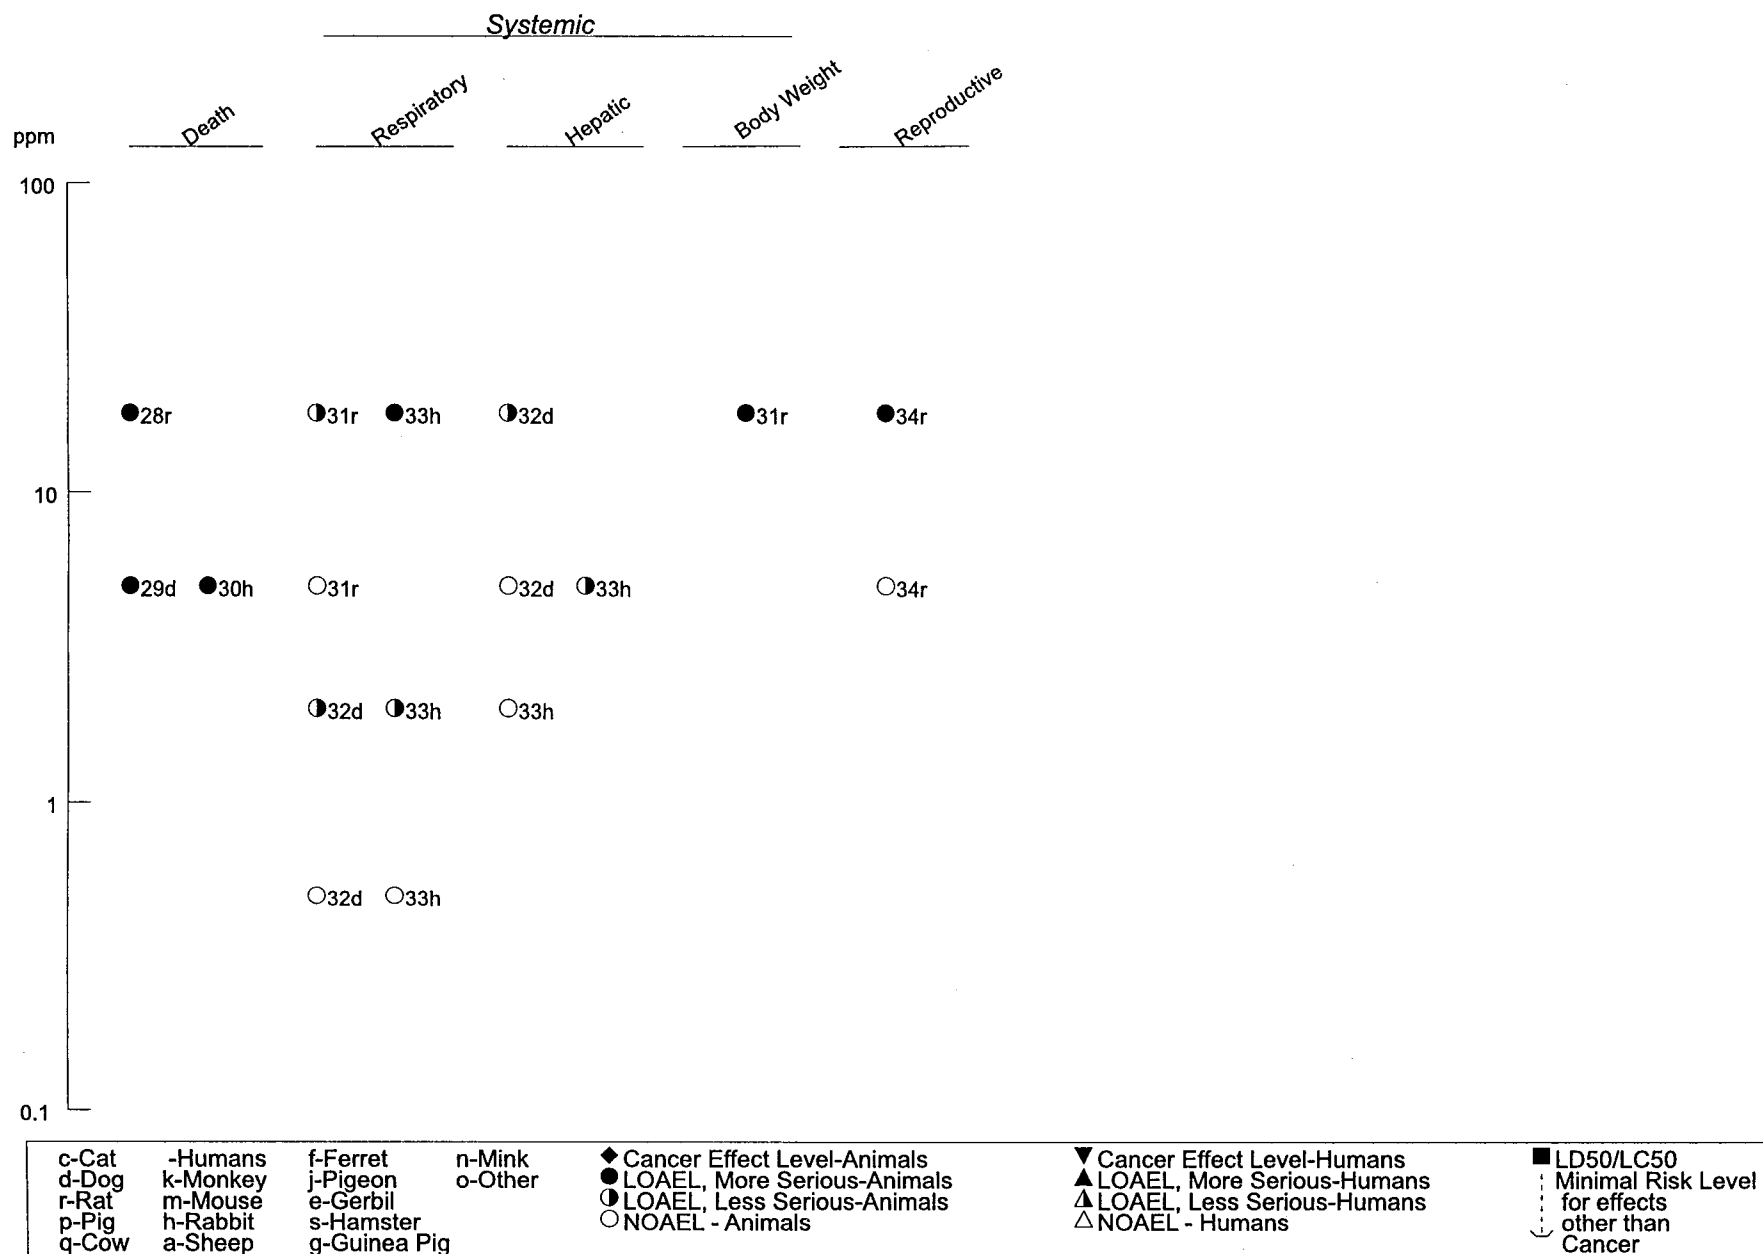 Systemic
Death Respiratory Hepatic Body Weight Reproductive
ppm
100
28r 31r 33h 32d 31r 34r
10
29d 30h 31r 32d 33h 34r
32d 33h 33h
1
32d 33h
0.1
c-Cat -Humans f-Ferret n-Mink ◆ Cancer Effect Level-Animals ▼ Cancer Effect Level-Humans ■ LD50/LC50
d-Dog k-Monkey j-Pigeon o-Other ● LOAEL, More Serious-Animals ▲ LOAEL, More Serious-Humans Minimal Risk Level
r-Rat m-Mouse e-Gerbil ◑ LOAEL, Less Serious-Animals ◮ LOAEL, Less Serious-Humans for effects
p-Pig h-Rabbit s-Hamster ○ NOAEL - Animals △ NOAEL - Humans other than
q-Cow a-Sheep g-Guinea Pig Cancer